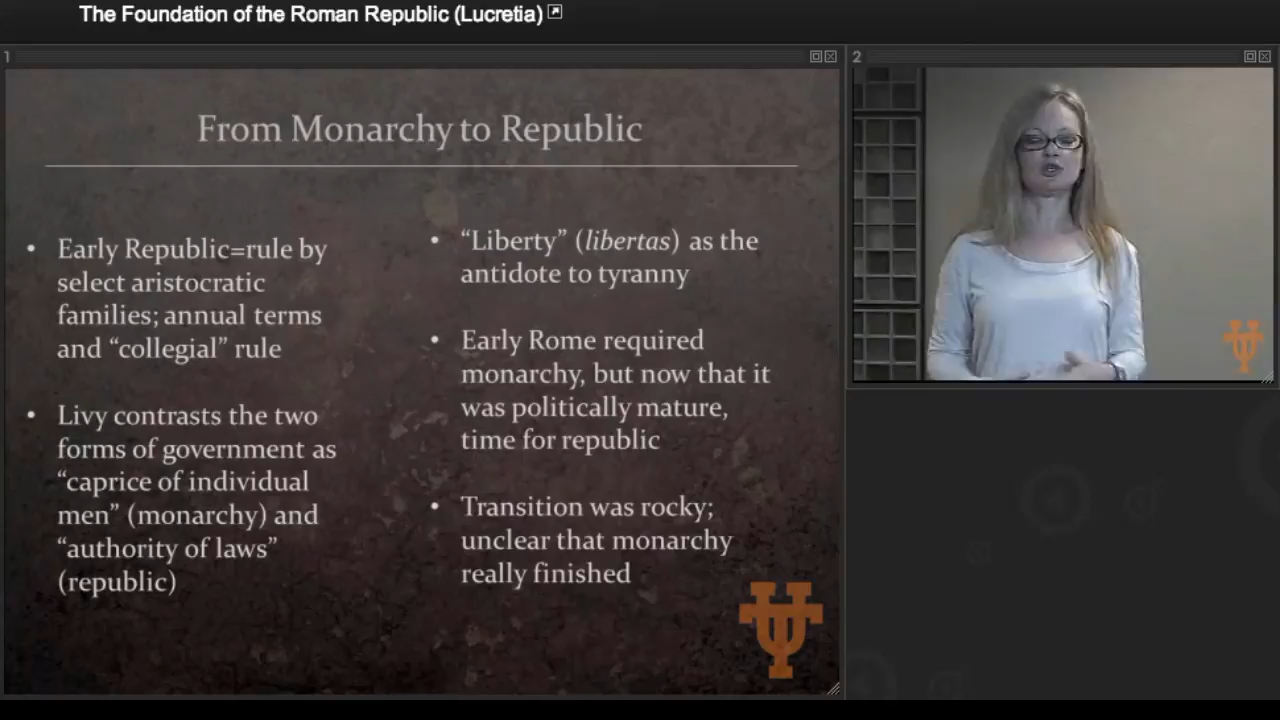 The Foundation of the Roman Republic (Lucretia)
1
2
From Monarchy to Republic
• Early Republic=rule by
select aristocratic
families; annual terms
and “collegial” rule
• Livy contrasts the two
forms of government as
“caprice of individual
men” (monarchy) and
“authority of laws”
(republic)
• “Liberty” (libertas) as the
antidote to tyranny
• Early Rome required
monarchy, but now that it
was politically mature,
time for republic
• Transition was rocky;
unclear that monarchy
really finished
UT
UT